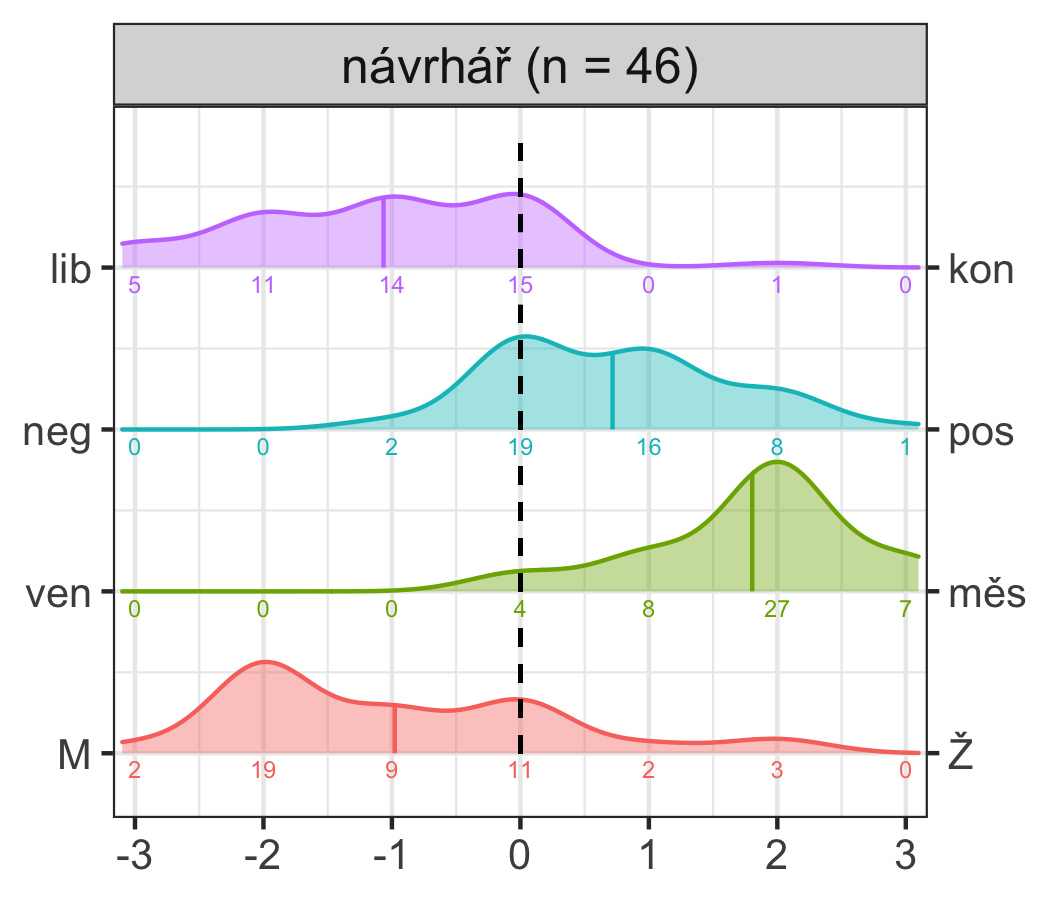 návrhář (n = 46)
lib kon
5 11 14 15 0 1 0
neg pos
0 0 2 19 16 8 1
ven měs
0 0 0 4 8 27 7
M Ž
2 19 9 11 2 3 0
-3 -2 -1 0 1 2 3